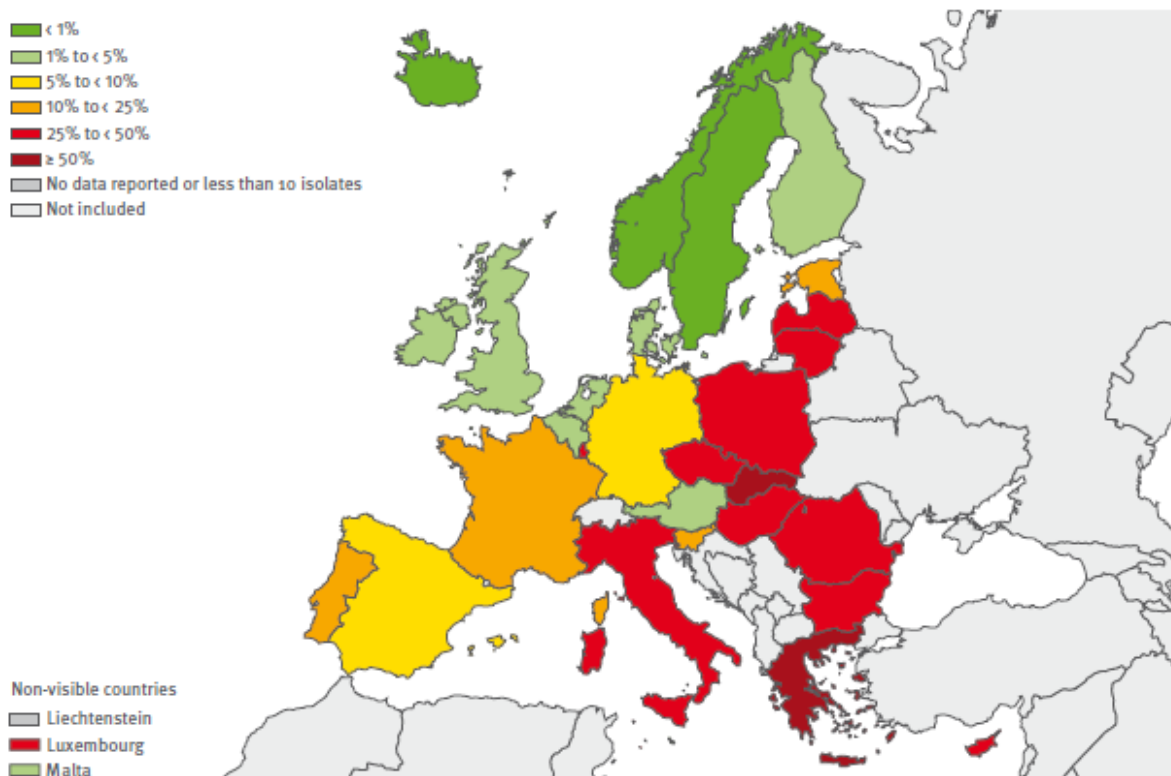 < 1%
1% to < 5%
5% to < 10%
10% to < 25%
25% to < 50%
≥ 50%
No data reported or less than 10 isolates
Not included
Non-visible countries
Liechtenstein
Luxembourg
Malta